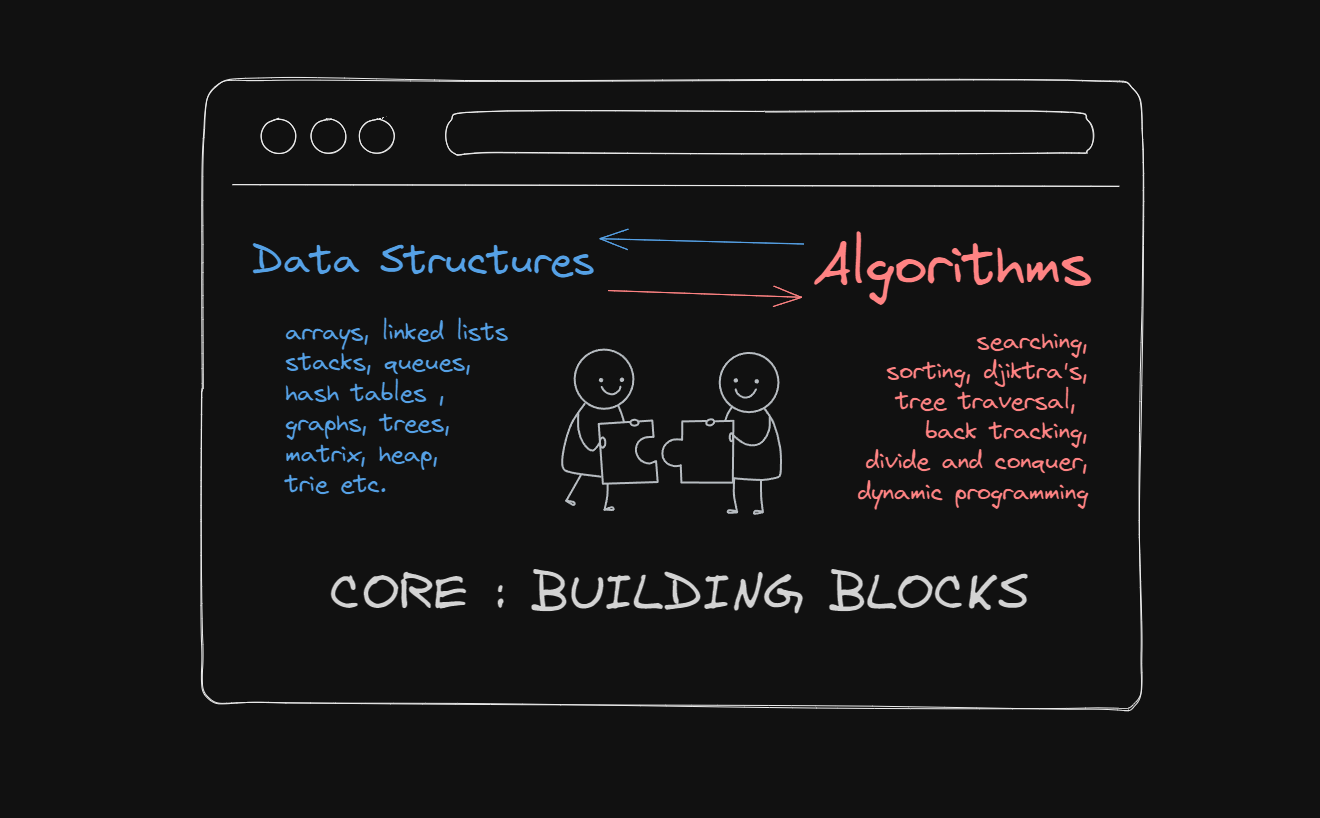 Data Structures
Algorithms
arrays, linked lists
stacks, queues,
hash tables ,
graphs, trees,
matrix, heap,
trie etc.
searching,
sorting, djiktra's,
tree traversal,
back tracking,
divide and conquer,
dynamic programming
CORE : BUILDING BLOCKS